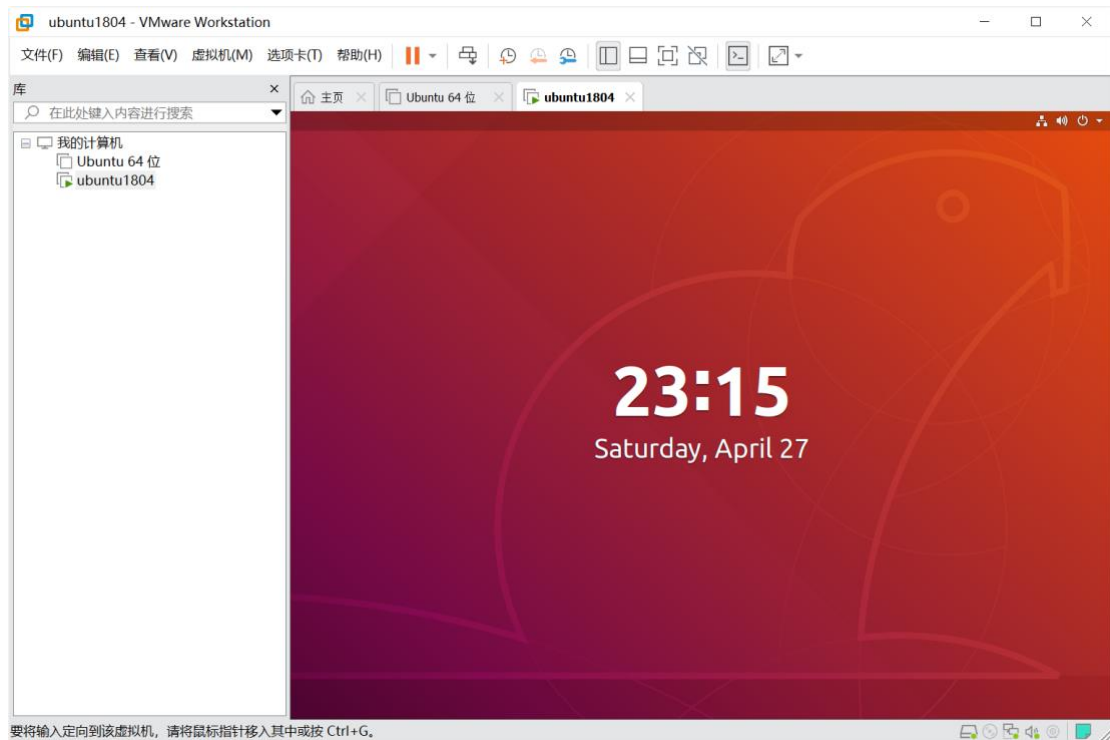 ubuntu1804 - VMware Workstation
文件(F) 编辑(E) 查看(V) 虚拟机(M) 选项卡(T) 帮助(H)
库
主页 Ubuntu 64 位 ubuntu1804
在此处键入内容进行搜索
我的计算机
Ubuntu 64 位
ubuntu1804
23:15
Saturday, April 27
要将输入定向到该虚拟机，请将鼠标指针移入其中或按 Ctrl+G。